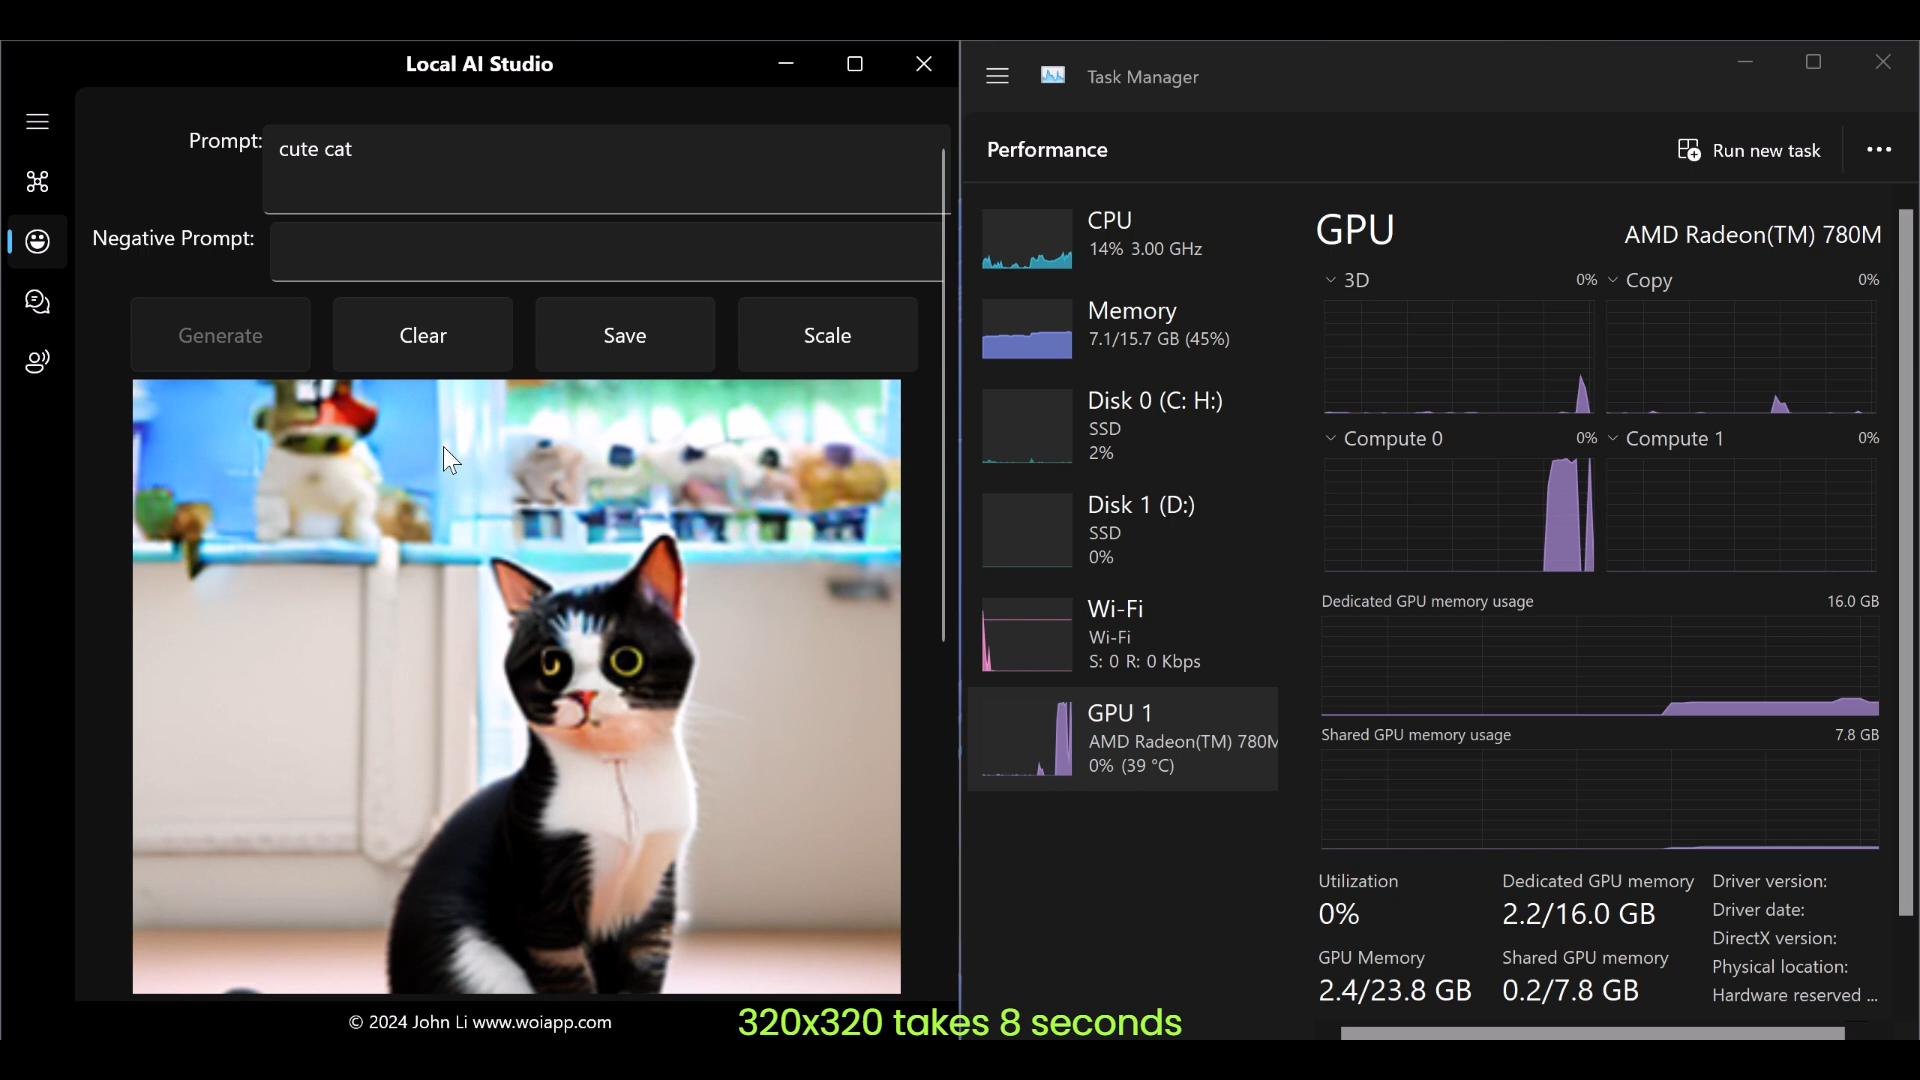 Local AI Studio
Prompt:
cute cat
Negative Prompt:
Generate
Clear
Save
Scale
© 2024 John Li www.woiapp.com
320x320 takes 8 seconds
Task Manager
Performance
Run new task
CPU
14% 3.00 GHz
Memory
7.1/15.7 GB (45%)
Disk 0 (C: H:)
SSD
2%
Disk 1 (D:)
SSD
0%
Wi-Fi
Wi-Fi
S: 0 R: 0 Kbps
GPU 1
AMD Radeon(TM) 780M
0% (39 °C)
GPU
AMD Radeon(TM) 780M
3D 0%
Copy 0%
Compute 0 0%
Compute 1 0%
Dedicated GPU memory usage 16.0 GB
Shared GPU memory usage 7.8 GB
Utilization
0%
Dedicated GPU memory
2.2/16.0 GB
GPU Memory
2.4/23.8 GB
Shared GPU memory
0.2/7.8 GB
Driver version:
Driver date:
DirectX version:
Physical location:
Hardware reserved ...